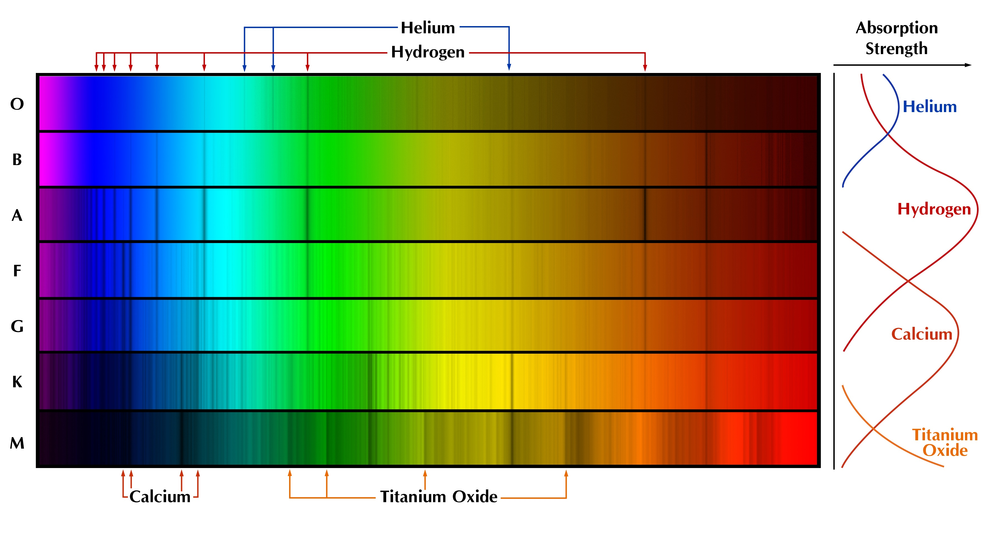 Helium
Hydrogen
Absorption
Strength
O
B
A
F
G
K
M
Helium
Hydrogen
Calcium
Titanium
Oxide
Calcium
Titanium Oxide